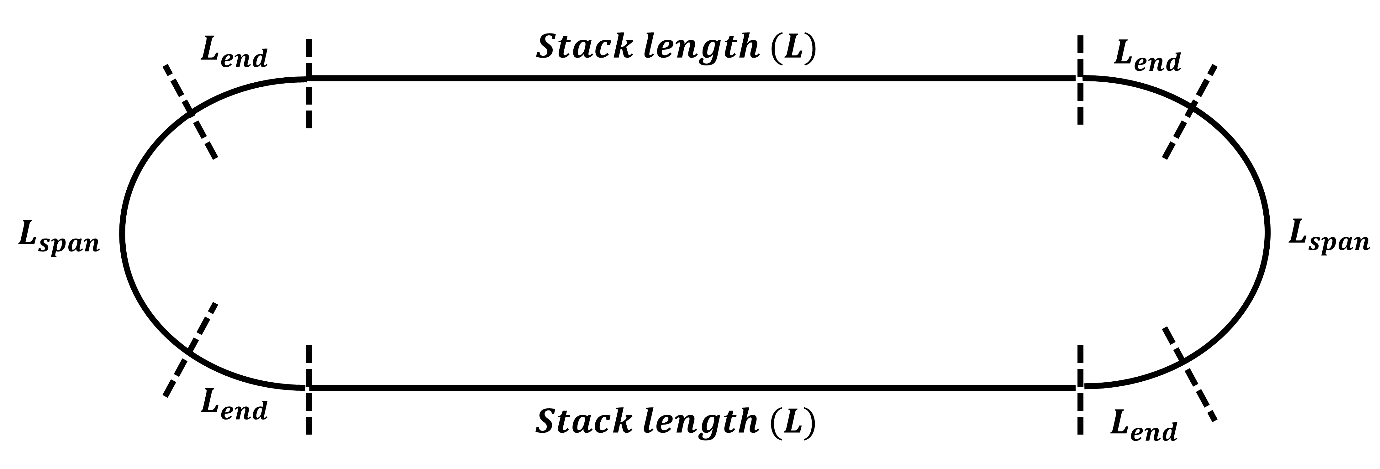 L_end
Stack length (L)
L_end
L_span
L_span
L_end
Stack length (L)
L_end